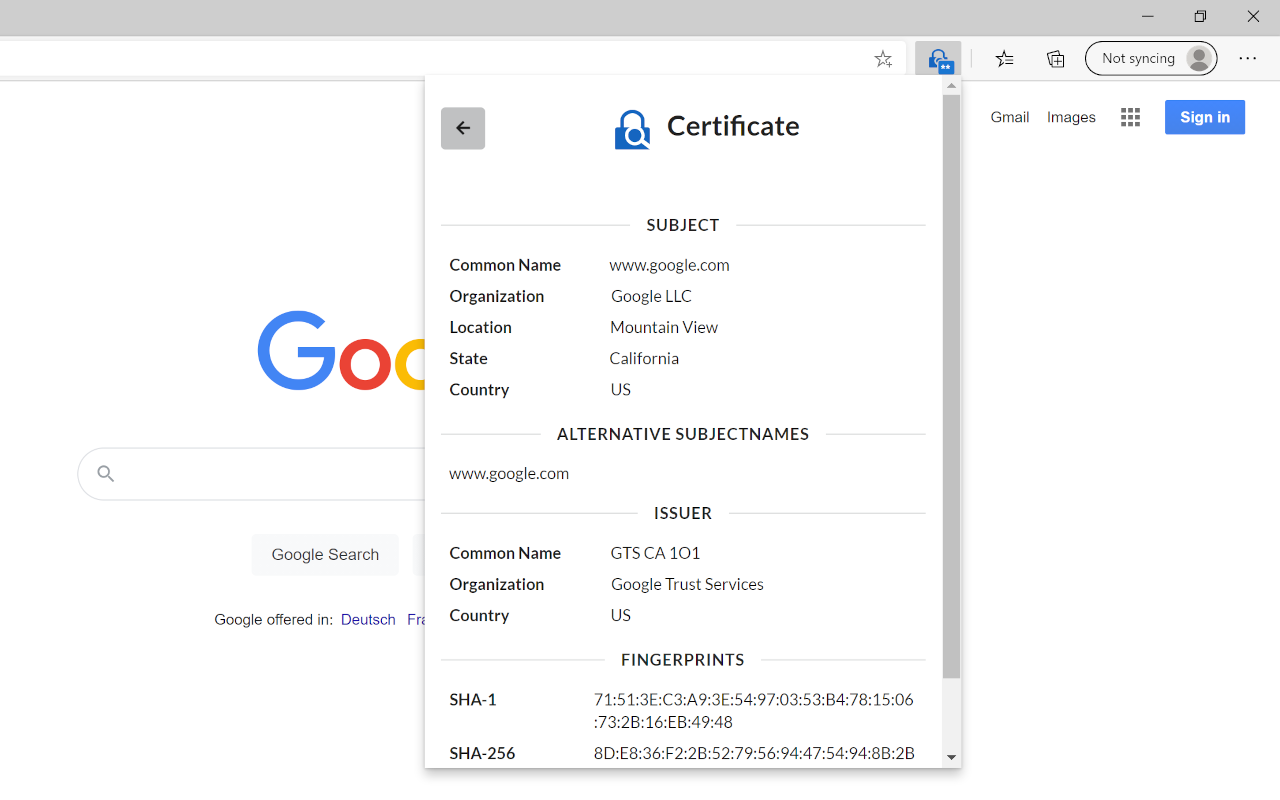 Not syncing
Certificate
Gmail Images Sign in
SUBJECT
Common Name www.google.com
Organization Google LLC
Location Mountain View
State California
Country US
Goo
ALTERNATIVE SUBJECTNAMES
www.google.com
ISSUER
Common Name GTS CA 1O1
Organization Google Trust Services
Country US
Google Search
Google offered in: Deutsch Fra
FINGERPRINTS
SHA-1 71:51:3E:C3:A9:3E:54:97:03:53:B4:78:15:06
:73:2B:16:EB:49:48
SHA-256 8D:E8:36:F2:2B:52:79:56:94:47:54:94:8B:2B